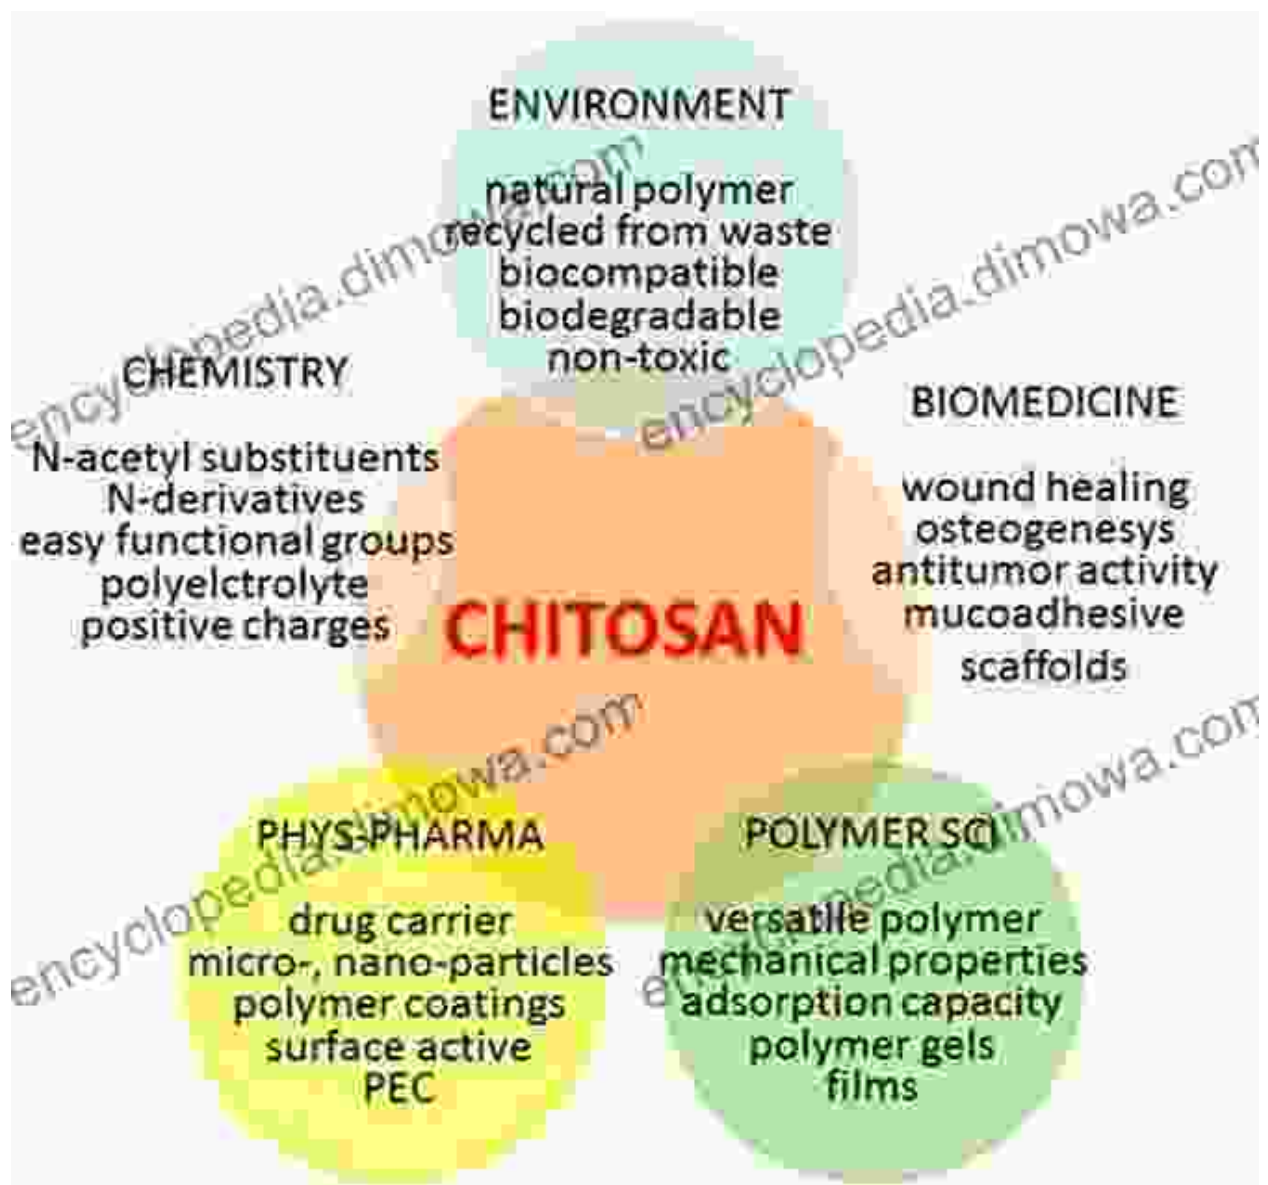 ENVIRONMENT
natural polymer
recycled from waste
biocompatible
biodegradable
non-toxic
CHEMISTRY
N-acetyl substituents
N-derivatives
easy functional groups
polyelctrolyte
positive charges
BIOMEDICINE
wound healing
osteogenesys
antitumor activity
mucoadhesive
scaffolds
CHITOSAN
PHYS-PHARMA
drug carrier
micro-, nano-particles
polymer coatings
surface active
PEC
POLYMER SCI
versatile polymer
mechanical properties
adsorption capacity
polymer gels
films
encyclopedia.dimowa.com
encyclopedia.dimowa.com
encyclopedia.dimowa.com
encyclopedia.dimowa.com